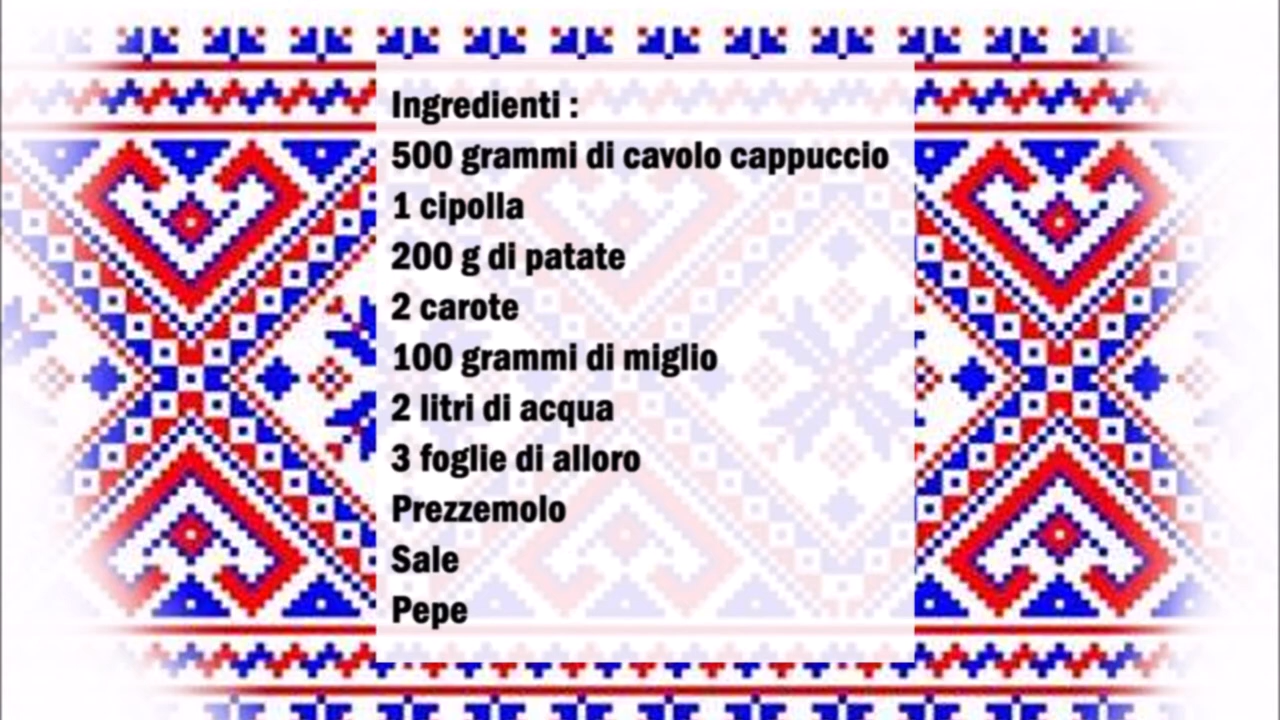 Ingredienti :
500 grammi di cavolo cappuccio
1 cipolla
200 g di patate
2 carote
100 grammi di miglio
2 litri di acqua
3 foglie di alloro
Prezzemolo
Sale
Pepe